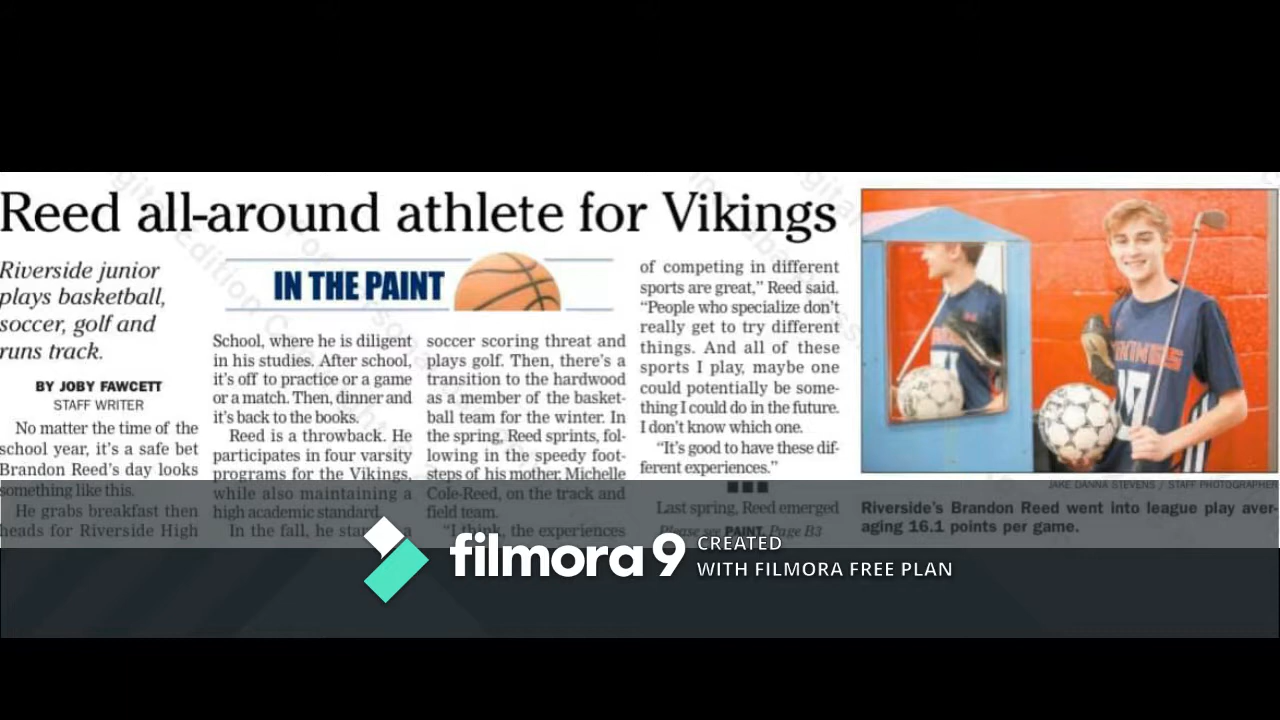 Reed all-around athlete for Vikings
Riverside junior
plays basketball,
soccer, golf and
runs track.
BY JOBY FAWCETT
STAFF WRITER
No matter the time of the
school year, it's a safe bet
Brandon Reed's day looks
something like this.
He grabs breakfast then
heads for Riverside High
IN THE PAINT
School, where he is diligent
in his studies. After school,
it's off to practice or a game
or a match. Then, dinner and
it's back to the books.
Reed is a throwback. He
participates in four varsity
programs for the Vikings,
while also maintaining a
high academic standard.
In the fall, he a
soccer scoring threat and
plays golf. Then, there's a
transition to the hardwood
as a member of the basket-
ball team for the winter. In
the spring, Reed sprints, fol-
lowing in the speedy foot-
steps of his mother, Michelle
Cole-Reed, on the track and
field team.
"I think, the experiences
of competing in different
sports are great," Reed said.
"People who specialize don't
really get to try different
things. And all of these
sports I play, maybe one
could potentially be some-
thing I could do in the future.
I don't know which one.
"It's good to have these dif-
ferent experiences."
Last spring, Reed emerged
Please see PAINT, Page B3
VIKINGS
17
JAKE DANNA STEVENS / STAFF PHOTOGRAPHER
Riverside's Brandon Reed went into league play aver-
aging 16.1 points per game.
filmora 9
CREATED
WITH FILMORA FREE PLAN